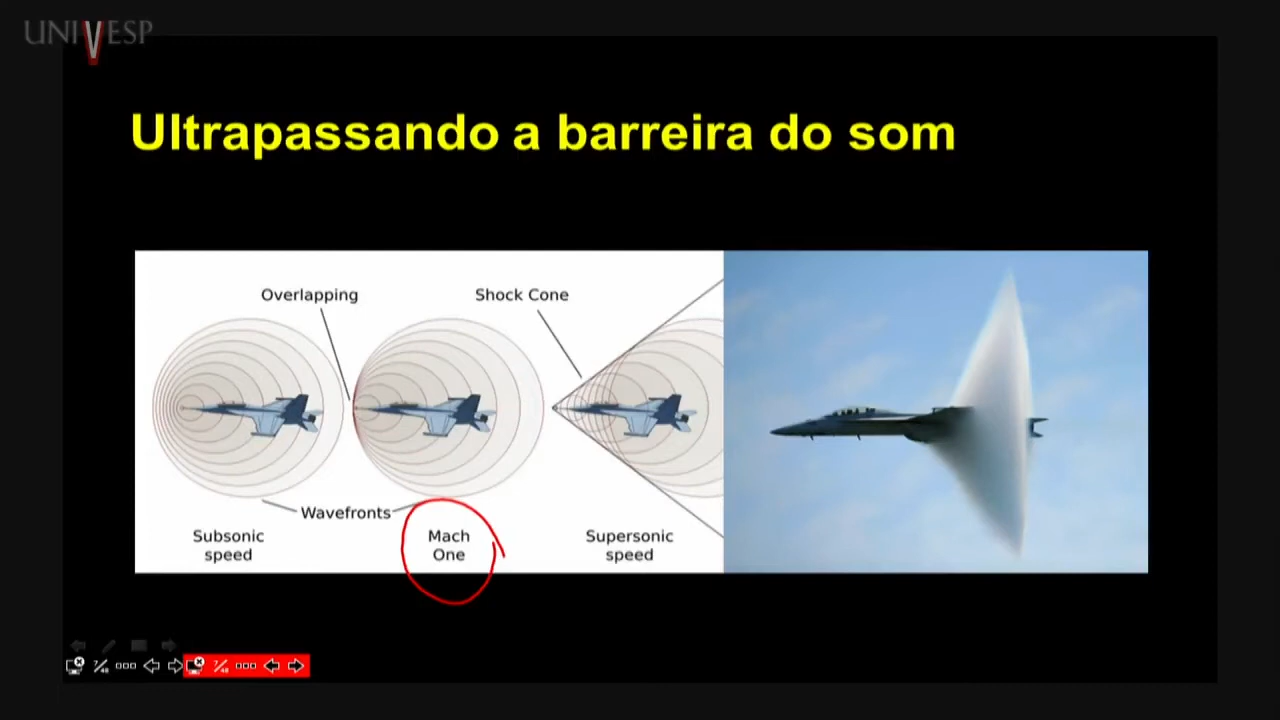 UNIVESP
Ultrapassando a barreira do som
Overlapping
Shock Cone
Wavefronts
Subsonic
speed
Mach
One
Supersonic
speed